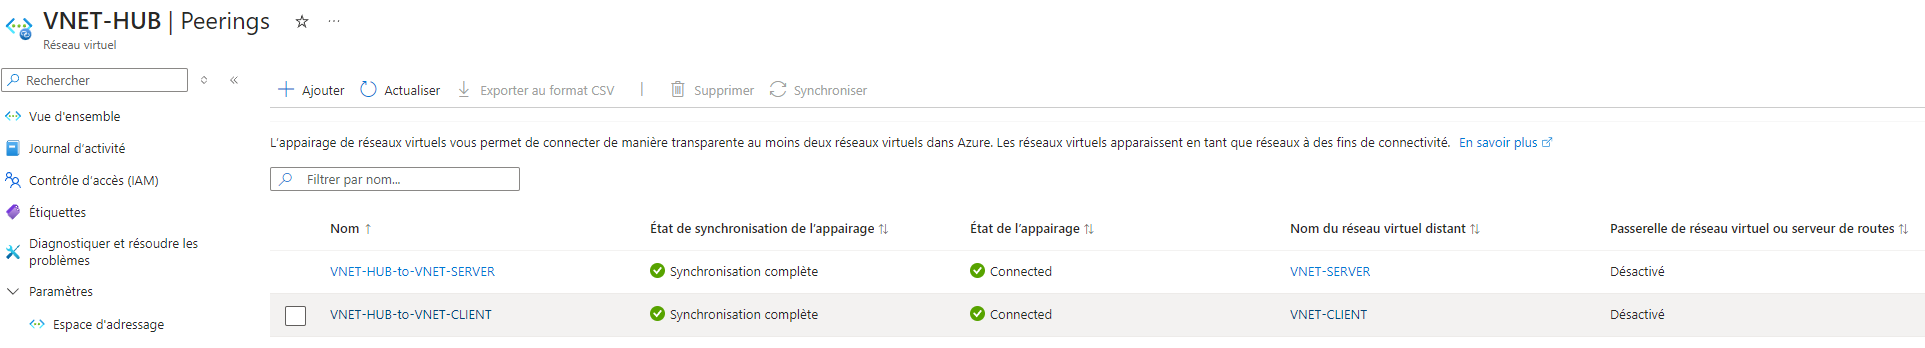 VNET-HUB | Peerings
Réseau virtuel
Rechercher
Ajouter Actualiser Exporter au format CSV Supprimer Synchroniser
Vue d'ensemble
Journal d'activité
Contrôle d'accès (IAM)
Étiquettes
Diagnostiquer et résoudre les
problèmes
Paramètres
Espace d'adressage
L'appairage de réseaux virtuels vous permet de connecter de manière transparente au moins deux réseaux virtuels dans Azure. Les réseaux virtuels apparaissent en tant que réseaux à des fins de connectivité. En savoir plus
Filtrer par nom...
Nom État de synchronisation de l'appairage État de l'appairage Nom du réseau virtuel distant Passerelle de réseau virtuel ou serveur de routes
VNET-HUB-to-VNET-SERVER Synchronisation complète Connected VNET-SERVER Désactivé
VNET-HUB-to-VNET-CLIENT Synchronisation complète Connected VNET-CLIENT Désactivé